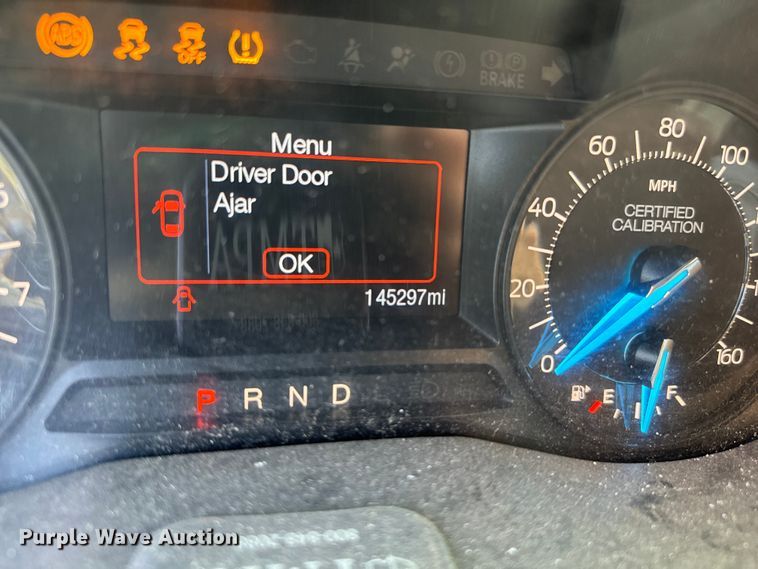 ABS
OFF
BRAKE
P
Menu
Driver Door
Ajar
OK
145297mi
P R N D
7
0
20
40
60
80
100
160
MPH
CERTIFIED
CALIBRATION
E F
Purple Wave Auction